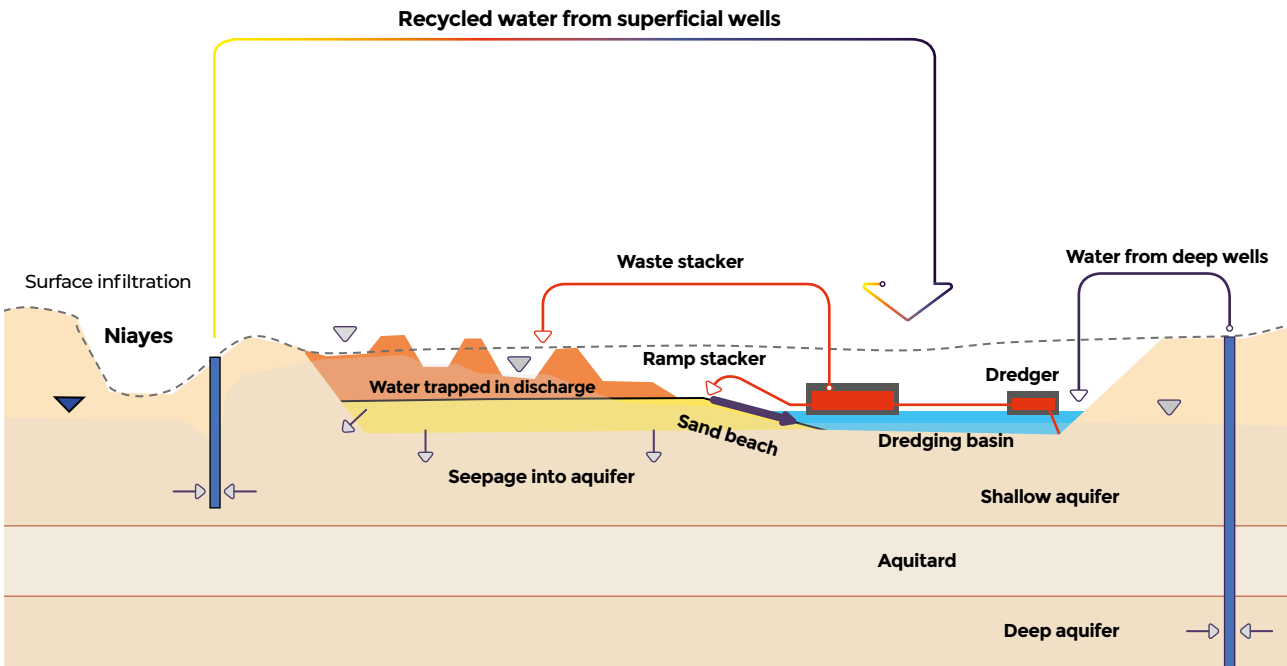 Recycled water from superficial wells
Water from deep wells
Waste stacker
Surface infiltration
Niayes
Ramp stacker
Dredger
Water trapped in discharge
Sand beach
Dredging basin
Seepage into aquifer
Shallow aquifer
Aquitard
Deep aquifer